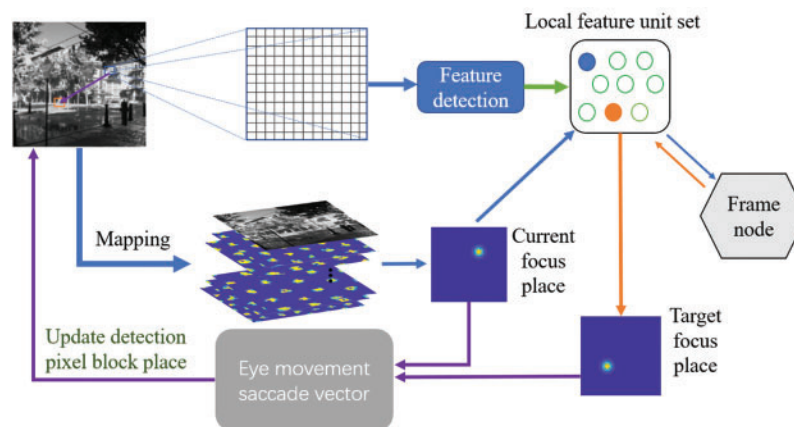 Local feature unit set
Feature
detection
Frame
node
Mapping
Current
focus
place
Target
focus
place
Update detection
pixel block place
Eye movement
saccade vector